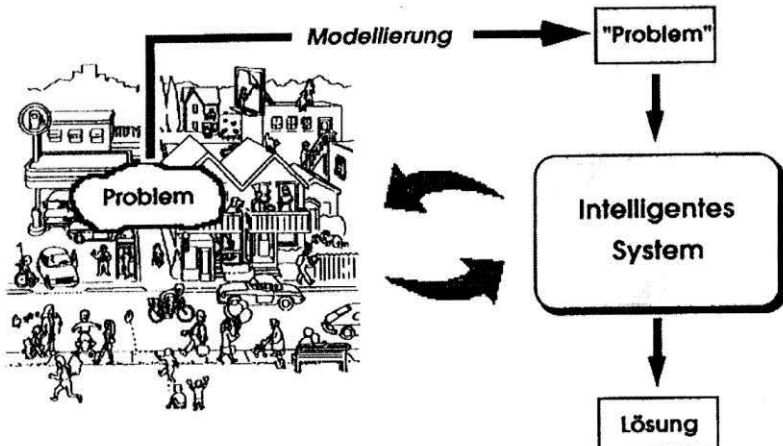 Modellierung
"Problem"
Problem
Intelligentes
System
Lösung